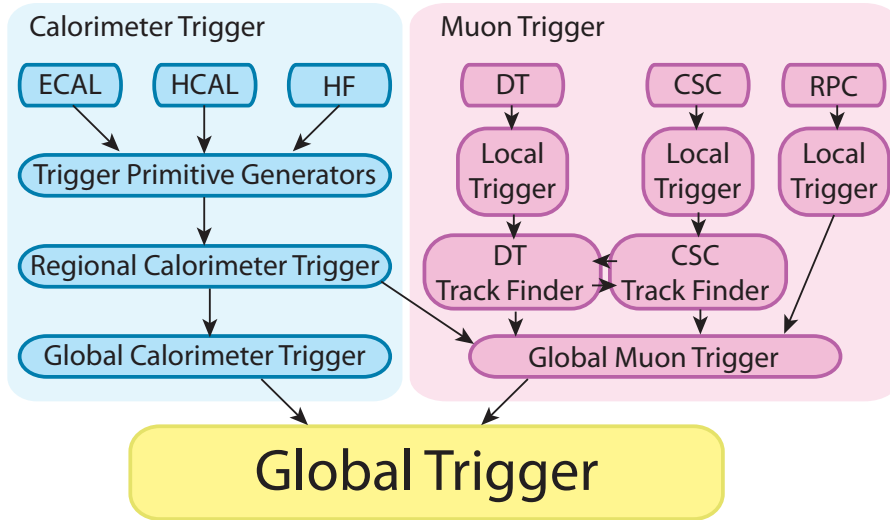 Calorimeter Trigger
Muon Trigger
ECAL
HCAL
HF
DT
CSC
RPC
Trigger Primitive Generators
Local
Trigger
Local
Trigger
Local
Trigger
Regional Calorimeter Trigger
DT
Track Finder
CSC
Track Finder
Global Calorimeter Trigger
Global Muon Trigger
Global Trigger